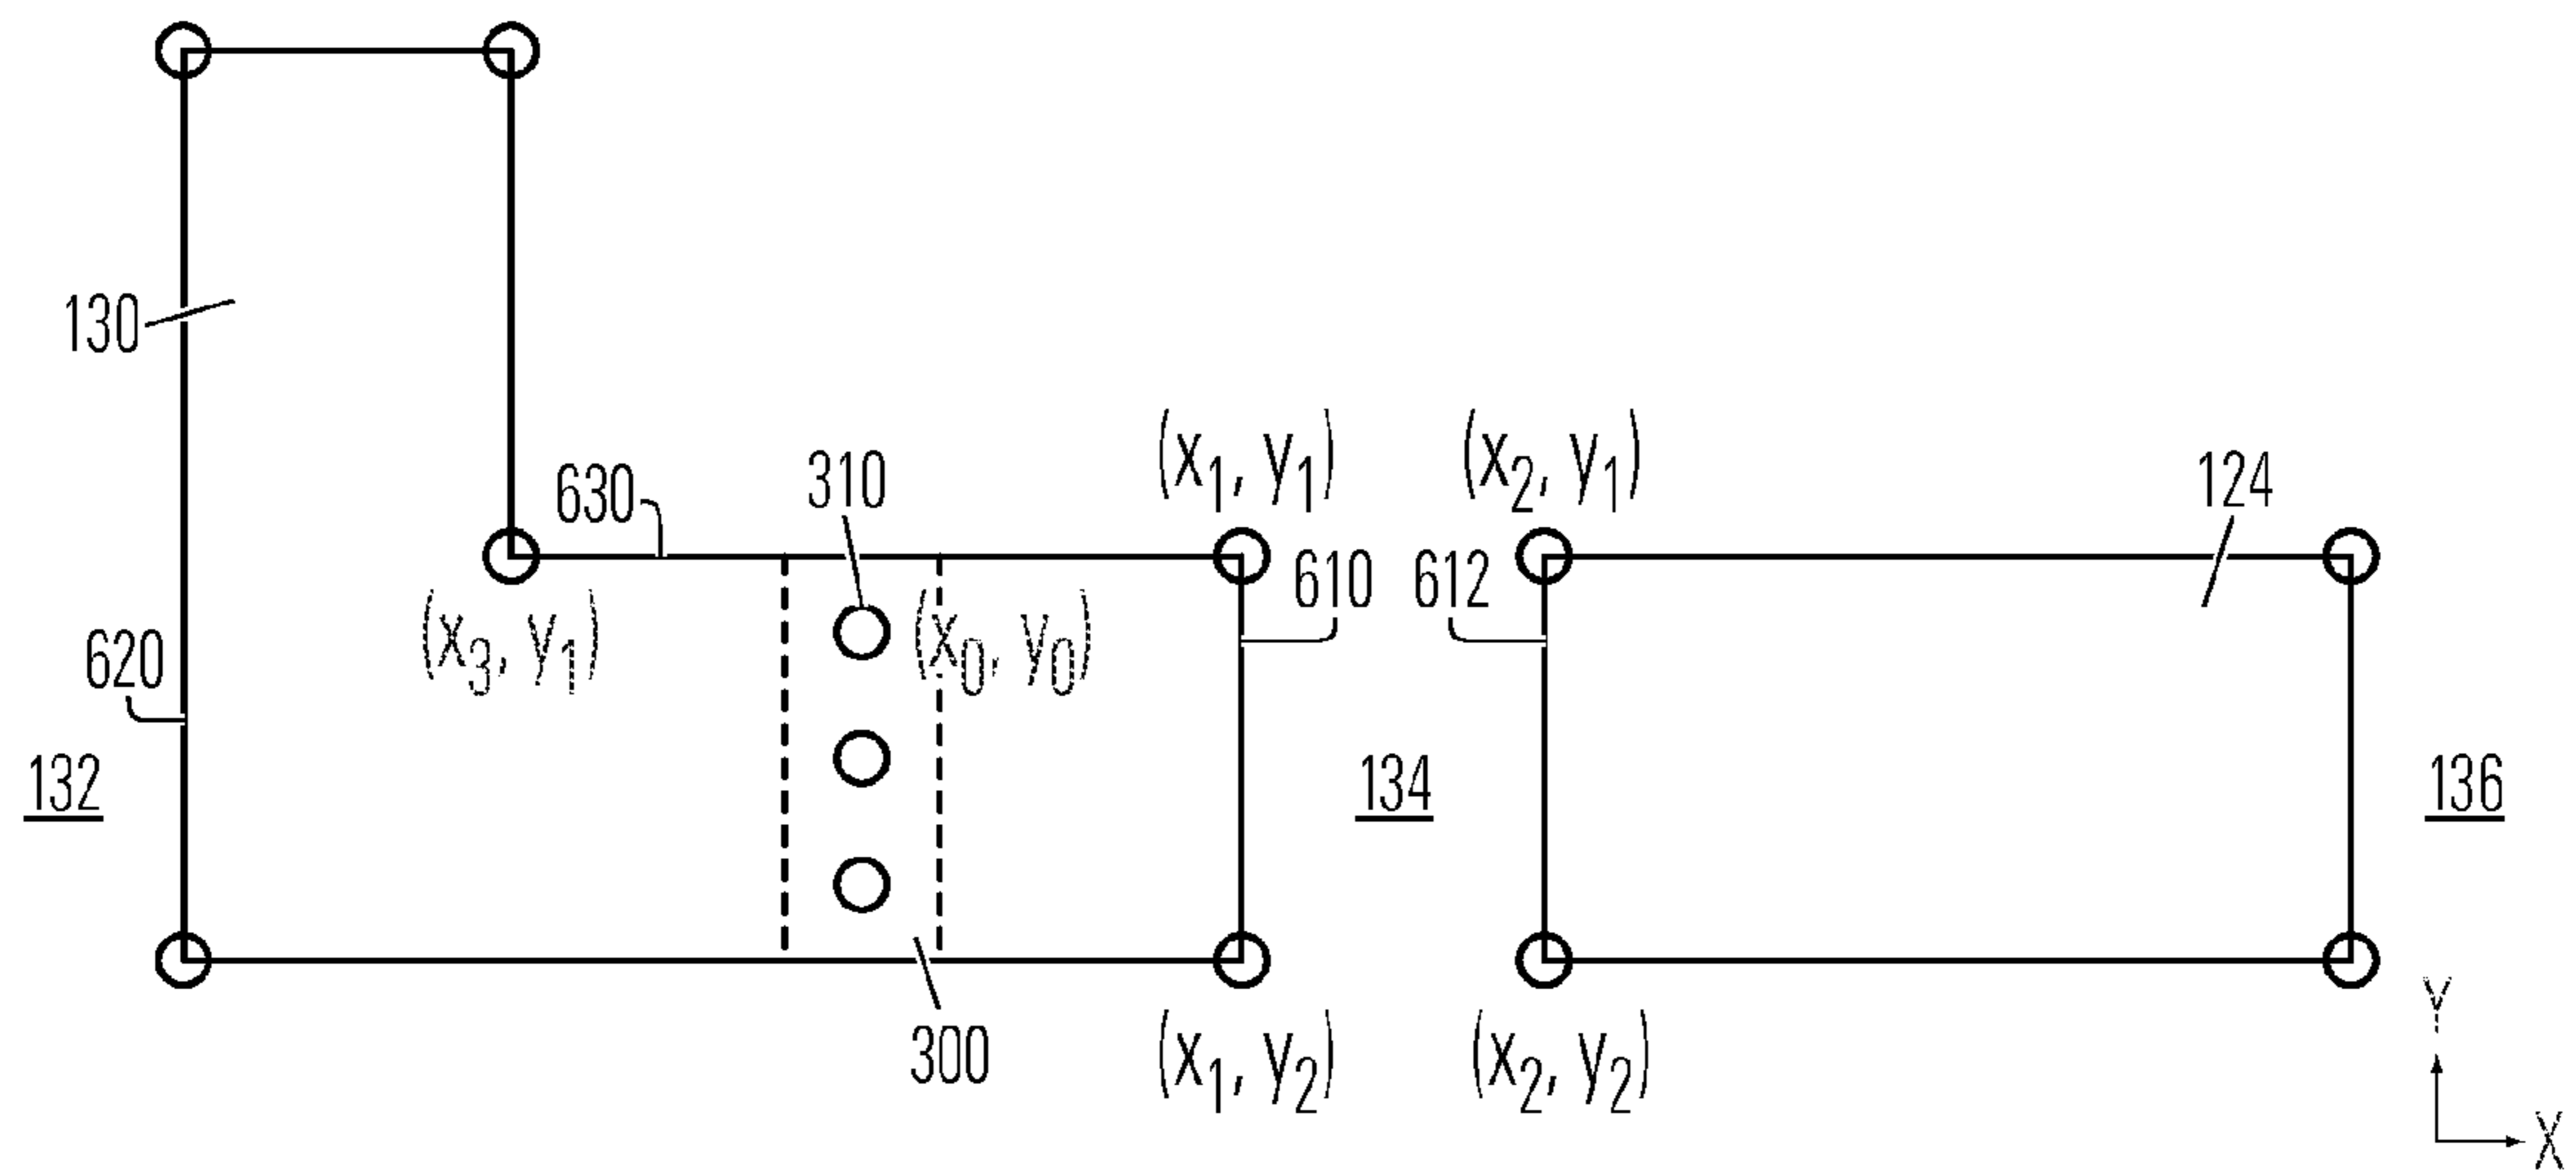 130
(x₁, y₁)
(x₂, y₁)
630
310
124
610
612
(x₃, y₁)
(x₀, y₀)
620
132
134
136
300
(x₁, y₂)
(x₂, y₂)
Y
X